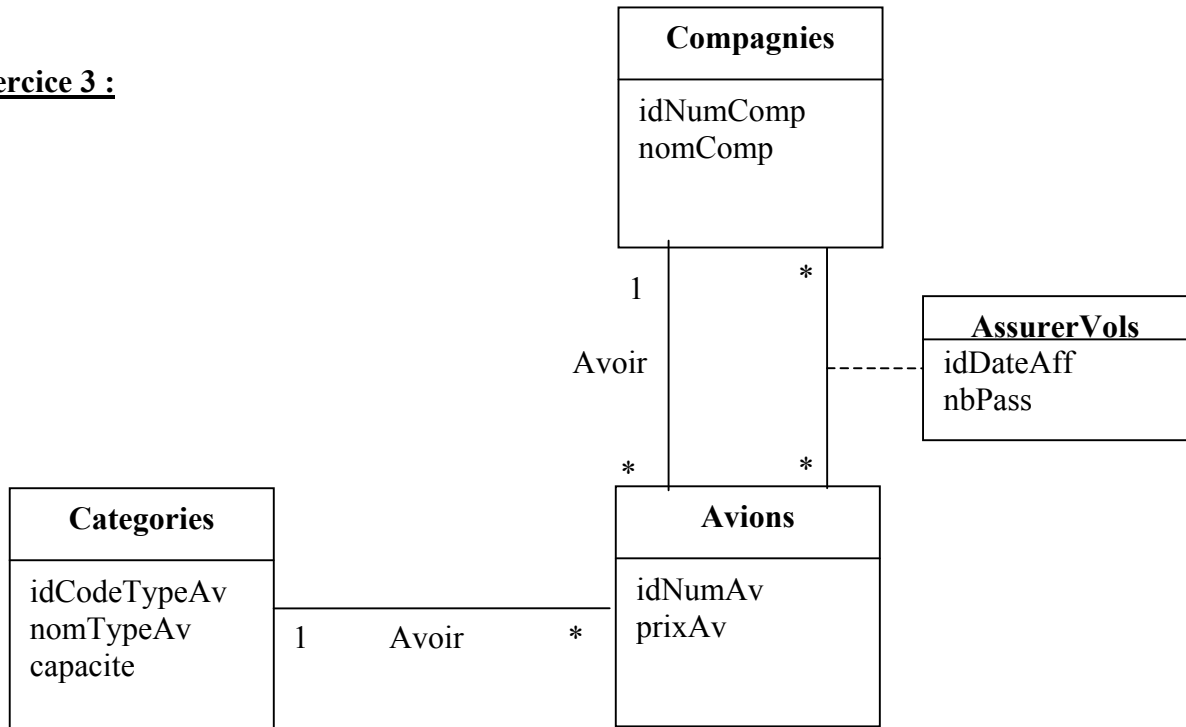 ercice 3 :
Compagnies
idNumComp
nomComp
1
*
Avoir
AssurerVols
idDateAff
nbPass
*
*
Categories
idCodeTypeAv
nomTypeAv
capacite
1 Avoir *
Avions
idNumAv
prixAv